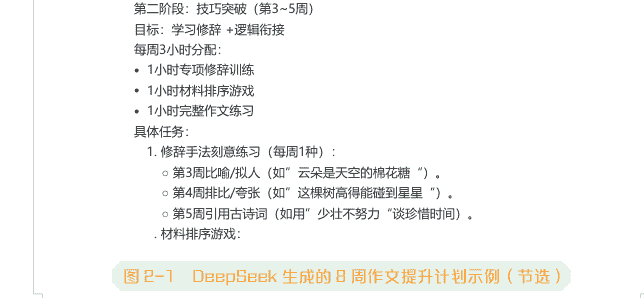 第二阶段：技巧突破（第3~5周）
目标：学习修辞 +逻辑衔接
每周3小时分配：
• 1小时专项修辞训练
• 1小时材料排序游戏
• 1小时完整作文练习
具体任务：
1. 修辞手法刻意练习（每周1种）：
○ 第3周比喻/拟人（如”云朵是天空的棉花糖“）。
○ 第4周排比/夸张（如”这棵树高得能碰到星星“）。
○ 第5周引用古诗词（如用”少壮不努力“谈珍惜时间）。
. 材料排序游戏：
图 2-1 DeepSeek 生成的 8 周作文提升计划示例（节选）